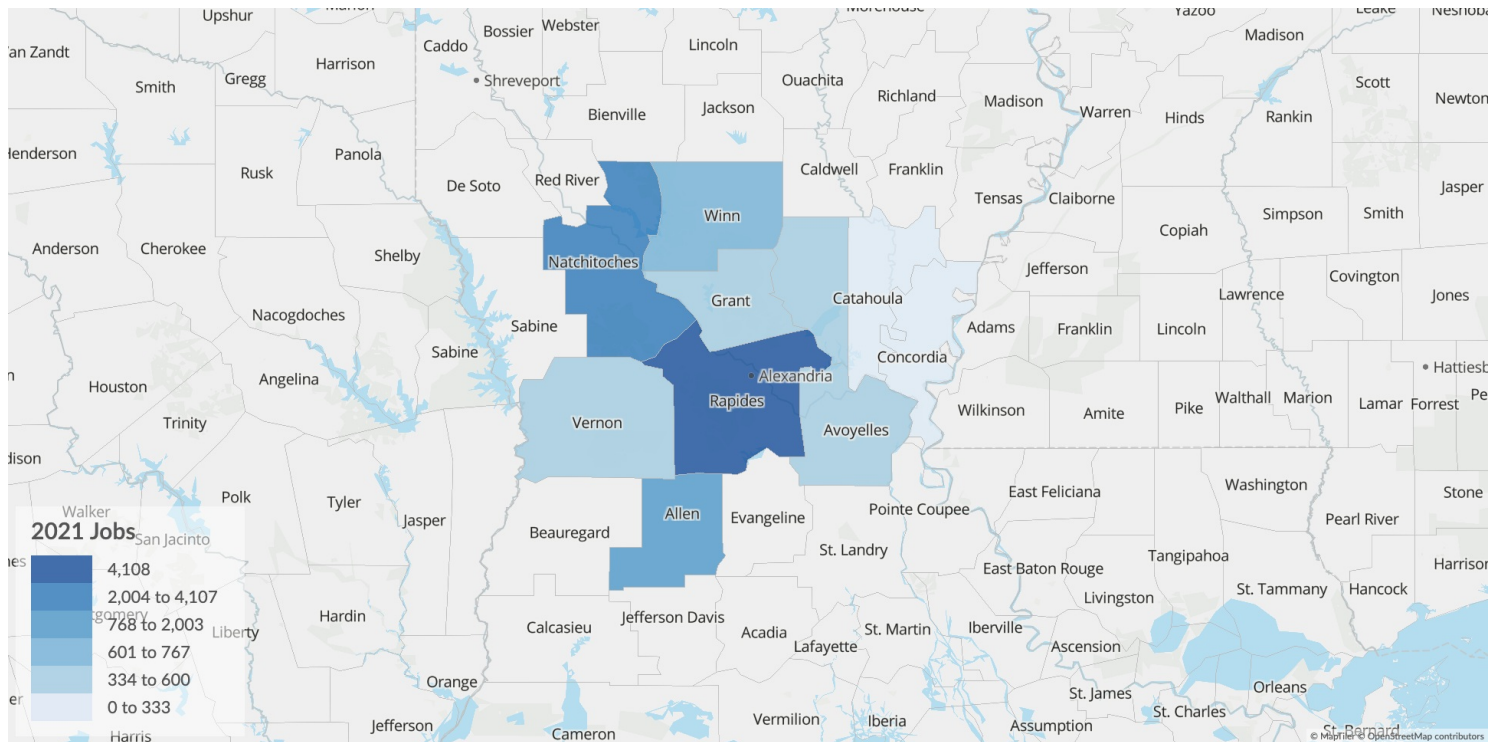 Upshur
Bossier
Webster
Yazoo
Leake
Caddo
Lincoln
Madison
Van Zandt
Harrison
Gregg
Shreveport
Ouachita
Scott
Smith
Richland
Madison
Newton
Jackson
Bienville
Warren
Hinds
Rankin
Henderson
Panola
Rusk
Caldwell
Franklin
Red River
De Soto
Jasper
Tensas
Claiborne
Winn
Simpson
Smith
Copiah
Anderson
Cherokee
Shelby
Natchitoches
Jefferson
Covington
Grant
Catahoula
Lawrence
Jones
Nacogdoches
Sabine
Adams
Franklin
Lincoln
Sabine
Concordia
Houston
Angelina
Alexandria
Rapides
Wilkinson
Amite
Pike
Walthall
Marion
Lamar
Forrest
Trinity
Vernon
Avoyelles
Polk
Tyler
Jasper
East Feliciana
Washington
Stone
Walker
Allen
Evangeline
Pointe Coupee
Pearl River
2021 Jobs
San Jacinto
Beauregard
St. Landry
Tangipahoa
4,108
East Baton Rouge
Livingston
St. Tammany
Hancock
2,004 to 4,107
768 to 2,003
Liberty
Hardin
Calcasieu
Jefferson Davis
Acadia
Lafayette
St. Martin
Iberville
Ascension
601 to 767
334 to 600
Orange
St. James
Orleans
0 to 333
Jefferson
Cameron
Vermilion
Iberia
Assumption
St. Charles
St. Bernard
Harris
© MapTiler © OpenStreetMap contributors